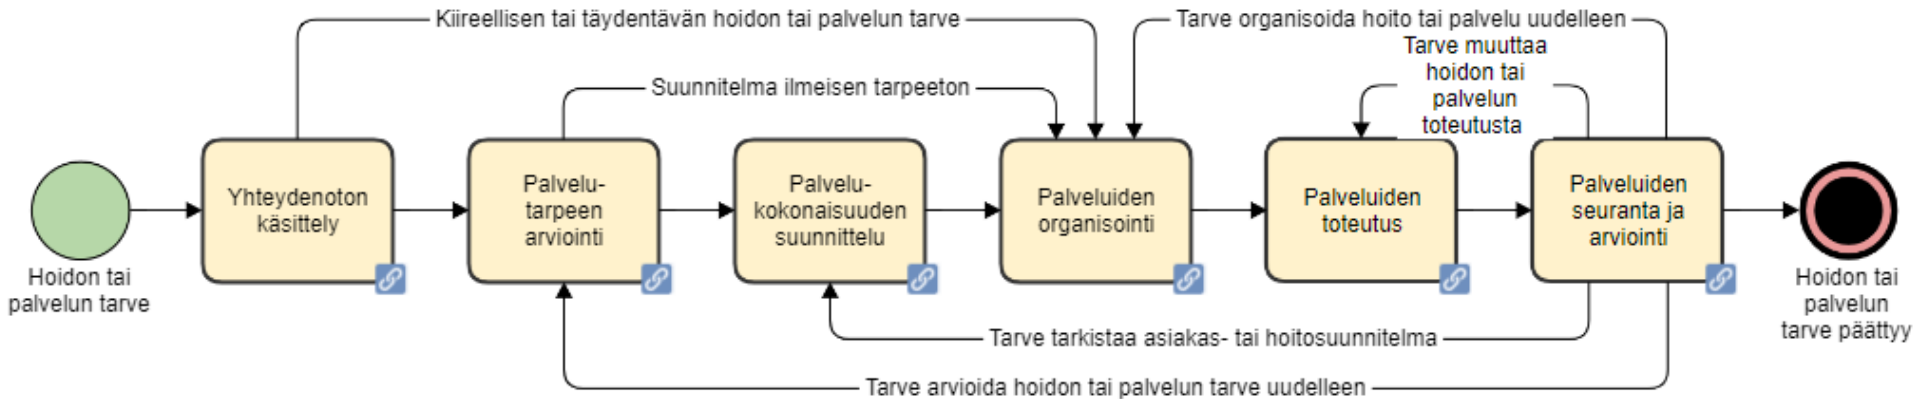 Kiireellisen tai täydentävän hoidon tai palvelun tarve
Tarve organisoida hoito tai palvelu uudelleen
Tarve muuttaa
hoidon tai
palvelun
toteutusta
Suunnitelma ilmeisen tarpeeton
Hoidon tai
palvelun tarve
Yhteydenoton
käsittely
Palvelu-
tarpeen
arviointi
Palvelu-
kokonaisuuden
suunnittelu
Palveluiden
organisointi
Palveluiden
toteutus
Palveluiden
seuranta ja
arviointi
Hoidon tai
palvelun
tarve päättyy
Tarve tarkistaa asiakas- tai hoitosuunnitelma
Tarve arvioida hoidon tai palvelun tarve uudelleen